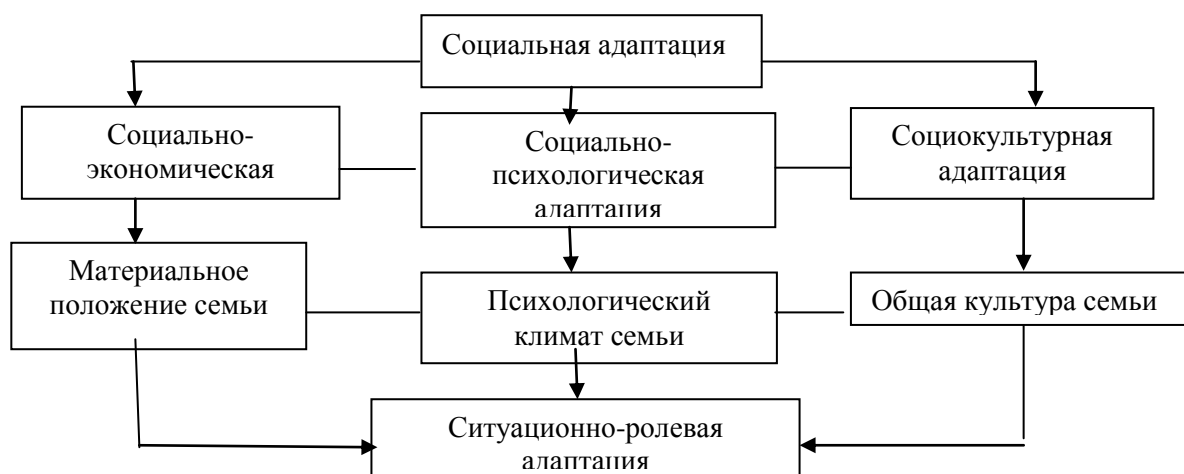 Социальная адаптация
Социально-
экономическая
Социально-
психологическая
адаптация
Социокультурная
адаптация
Материальное
положение семьи
Психологический
климат семьи
Общая культура семьи
Ситуационно-ролевая
адаптация